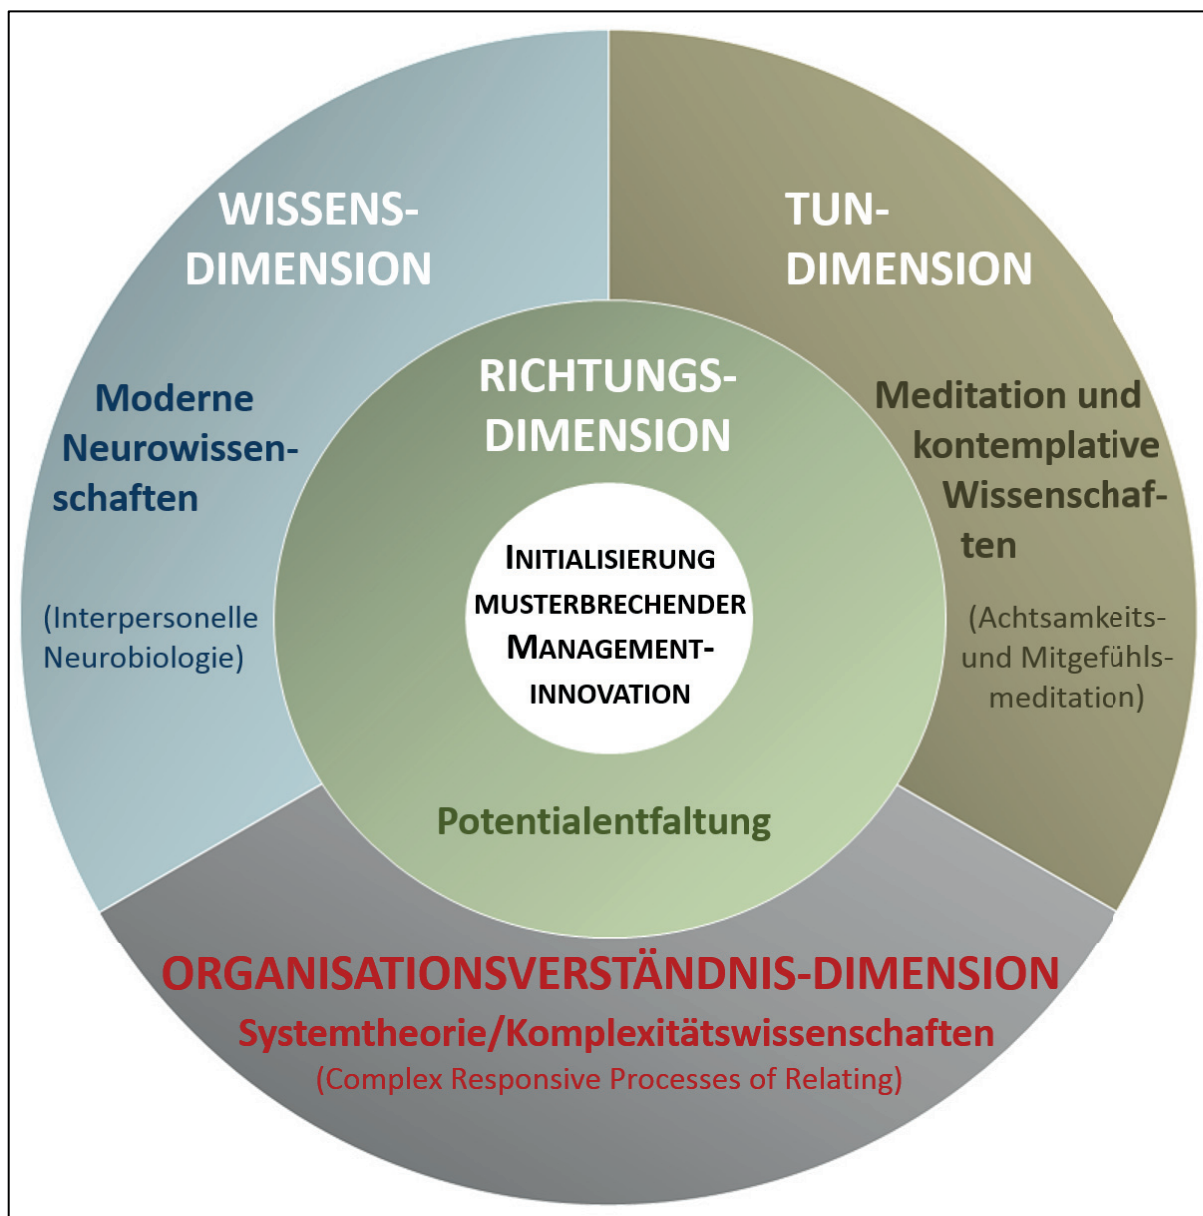 WISSENS-
DIMENSION
Moderne
Neurowissen-
schaften
(Interpersonelle
Neurobiologie)
TUN-
DIMENSION
Meditation und
kontemplative
Wissenschaf-
ten
(Achtsamkeits-
und Mitgefühls-
meditation)
RICHTUNGS-
DIMENSION
INITIALISIERUNG
MUSTERBRECHENDER
MANAGEMENT-
INNOVATION
Potentialentfaltung
ORGANISATIONSVERSTÄNDNIS-DIMENSION
Systemtheorie/Komplexitätswissenschaften
(Complex Responsive Processes of Relating)